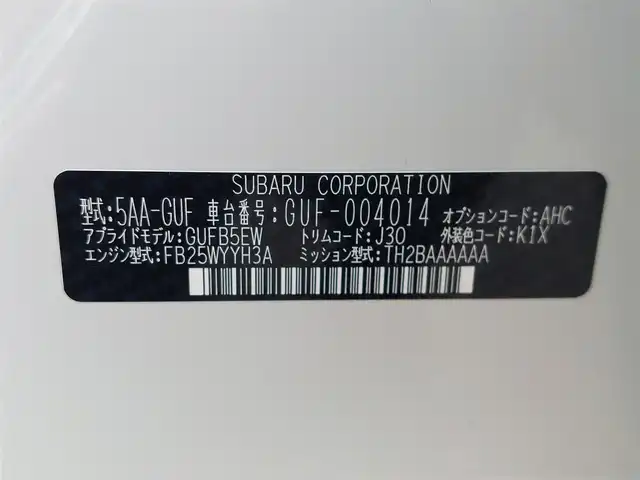 SUBARU CORPORATION
型式:5AA-GUF 車台番号:GUF-004014 オプションコード:AHC
アプライドモデル:GUFB5EW トリムコード:J30 外装色コード:K1X
エンジン型式:FB25WYYH3A ミッション型式:TH2BAAAAAA